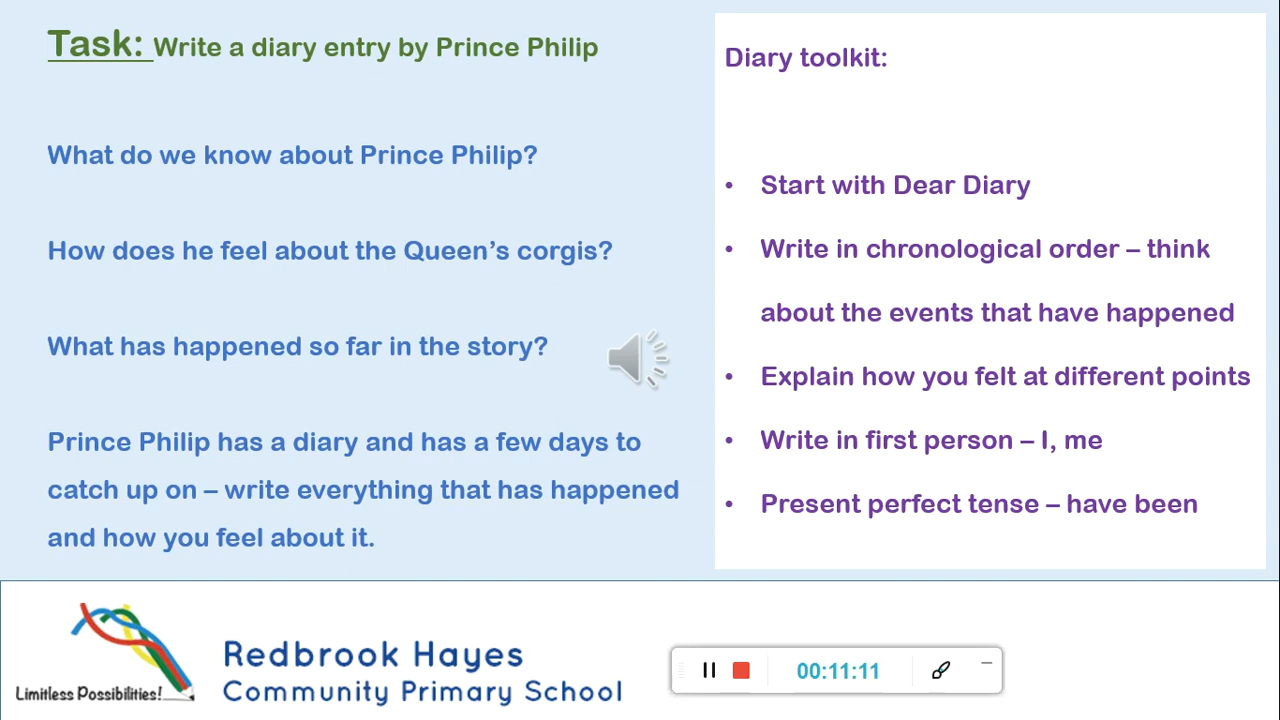 Task: Write a diary entry by Prince Philip
What do we know about Prince Philip?
How does he feel about the Queen's corgis?
What has happened so far in the story?
Prince Philip has a diary and has a few days to
catch up on – write everything that has happened
and how you feel about it.
Diary toolkit:
• Start with Dear Diary
• Write in chronological order – think
about the events that have happened
• Explain how you felt at different points
• Write in first person – I, me
• Present perfect tense – have been
Limitless Possibilities!
Redbrook Hayes
Community Primary School
00:11:11